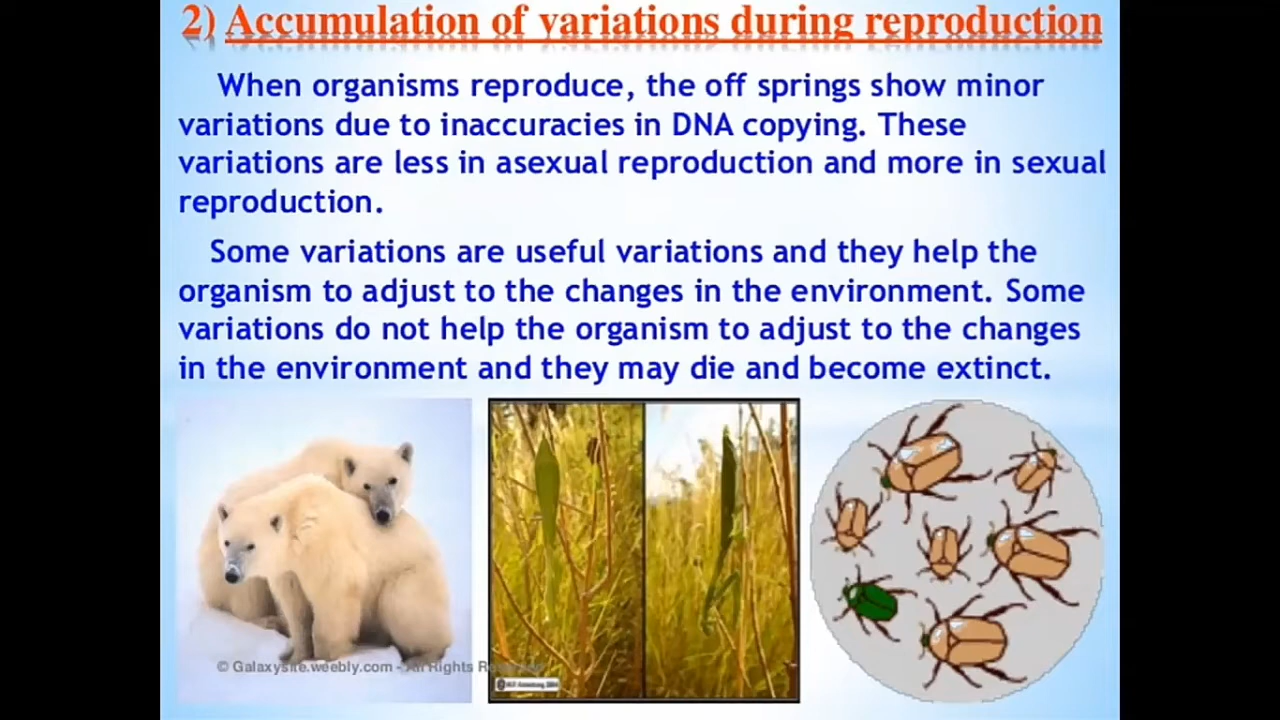 2) Accumulation of variations during reproduction
When organisms reproduce, the off springs show minor
variations due to inaccuracies in DNA copying. These
variations are less in asexual reproduction and more in sexual
reproduction.
Some variations are useful variations and they help the
organism to adjust to the changes in the environment. Some
variations do not help the organism to adjust to the changes
in the environment and they may die and become extinct.
© Galaxysite.weebly.com - All Rights